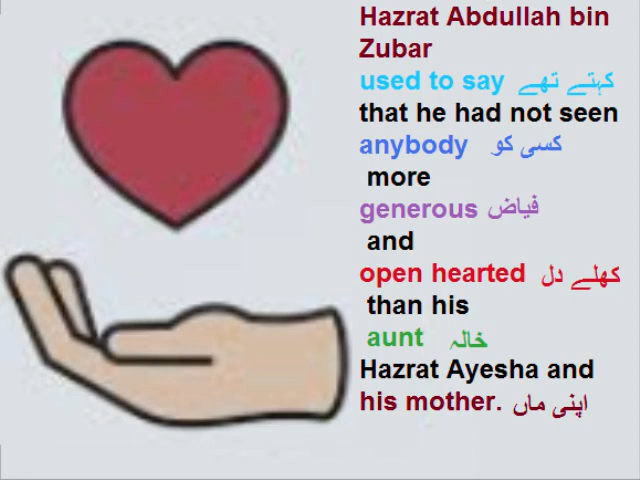 Hazrat Abdullah bin
Zubar
used to say کہتے تھے
that he had not seen
anybody کسی کو
more
generous فیاض
and
open hearted کھلے دل
than his
aunt خالہ
Hazrat Ayesha and
his mother. اپنی ماں